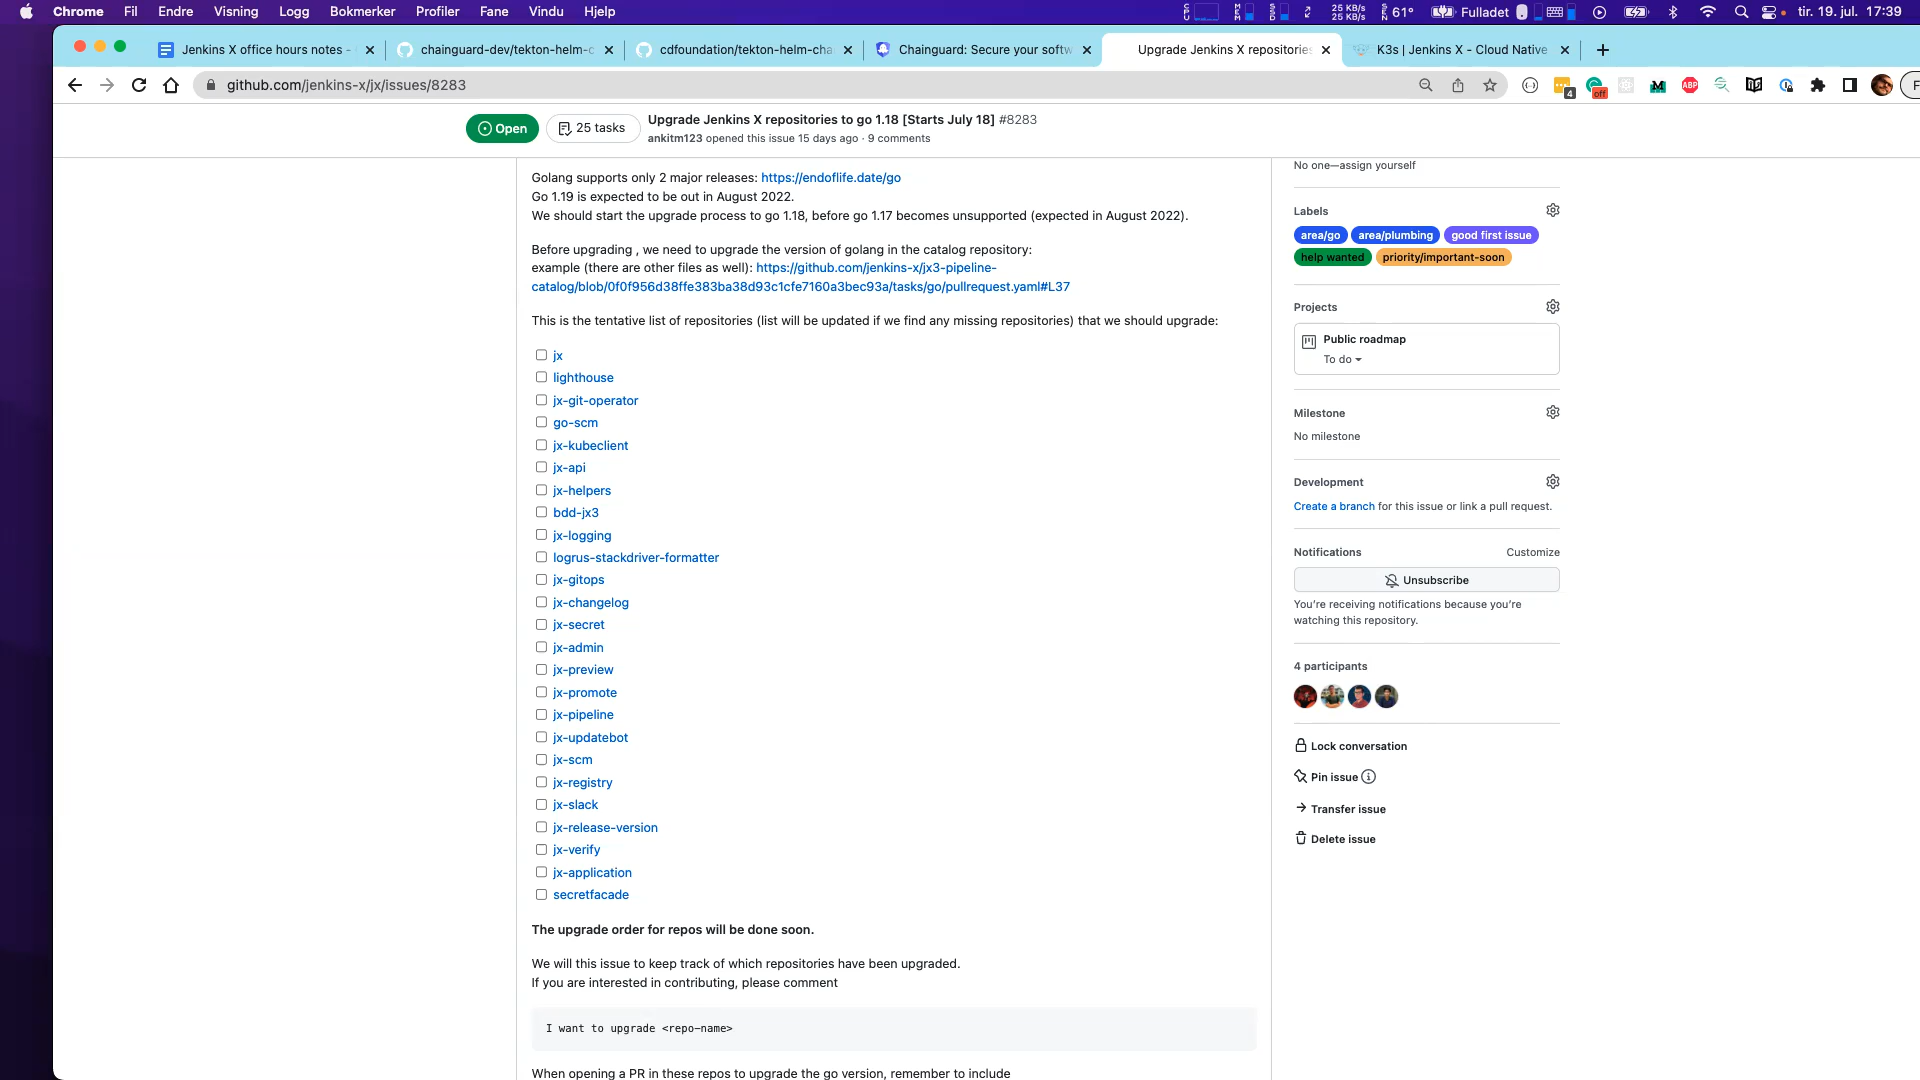 Chrome Fil Endre Visning Logg Bokmerker Profiler Fane Vindu Hjelp 25 KB/s 25 KB/s 61° Fulladet tir. 19. jul. 17:39
Jenkins X office hours notes - chainguard-dev/tekton-helm-c cdfoundation/tekton-helm-cha Chainguard: Secure your softw Upgrade Jenkins X repositories K3s | Jenkins X - Cloud Native
github.com/jenkins-x/jx/issues/8283 4 off ABP
Open 25 tasks Upgrade Jenkins X repositories to go 1.18 [Starts July 18] #8283
ankitm123 opened this issue 15 days ago · 9 comments
Golang supports only 2 major releases: https://endoflife.date/go
Go 1.19 is expected to be out in August 2022.
We should start the upgrade process to go 1.18, before go 1.17 becomes unsupported (expected in August 2022).
Before upgrading , we need to upgrade the version of golang in the catalog repository:
example (there are other files as well): https://github.com/jenkins-x/jx3-pipeline-
catalog/blob/0f0f956d38ffe383ba38d93c1cfe7160a3bec93a/tasks/go/pullrequest.yaml#L37
This is the tentative list of repositories (list will be updated if we find any missing repositories) that we should upgrade:
jx
lighthouse
jx-git-operator
go-scm
jx-kubeclient
jx-api
jx-helpers
bdd-jx3
jx-logging
logrus-stackdriver-formatter
jx-gitops
jx-changelog
jx-secret
jx-admin
jx-preview
jx-promote
jx-pipeline
jx-updatebot
jx-scm
jx-registry
jx-slack
jx-release-version
jx-verify
jx-application
secretfacade
The upgrade order for repos will be done soon.
We will this issue to keep track of which repositories have been upgraded.
If you are interested in contributing, please comment
I want to upgrade <repo-name>
When opening a PR in these repos to upgrade the go version, remember to include
No one—assign yourself
Labels
area/go area/plumbing good first issue
help wanted priority/important-soon
Projects
Public roadmap
To do
Milestone
No milestone
Development
Create a branch for this issue or link a pull request.
Notifications Customize
Unsubscribe
You're receiving notifications because you're
watching this repository.
4 participants
Lock conversation
Pin issue
Transfer issue
Delete issue